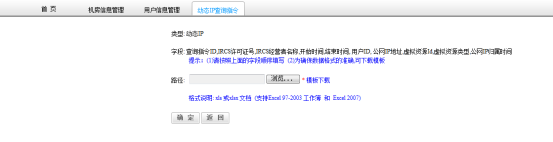 首 页 机房信息管理 用户信息管理 动态IP查询指令
类型: 动态IP
字段: 查询指令ID,IRCS许可证号,IRCS经营者名称,开始时间,结束时间, 用户ID, 公网IP地址,虚拟资源Id,虚拟资源类型,公网IP归属时间
提示: (1)请按照上面的字段顺序填写 (2)为确保数据格式的准确,可下载模板
路径: 浏览... * 模板下载
格式说明: xls 或xlsx 文档 (支持Excel 97-2003 工作簿 和 Excel 2007)
确 定 返 回